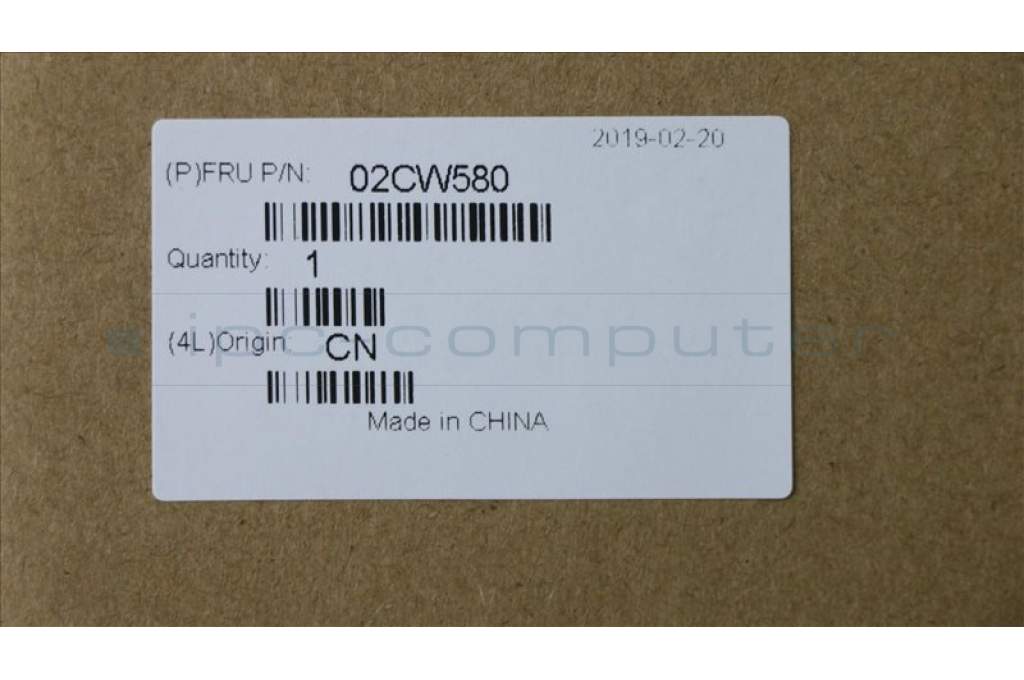 2019-02-20
(P)FRU P/N: 02CW580
Quantity: 1
(4L)Origin CN
ipc-computer
Made in CHINA